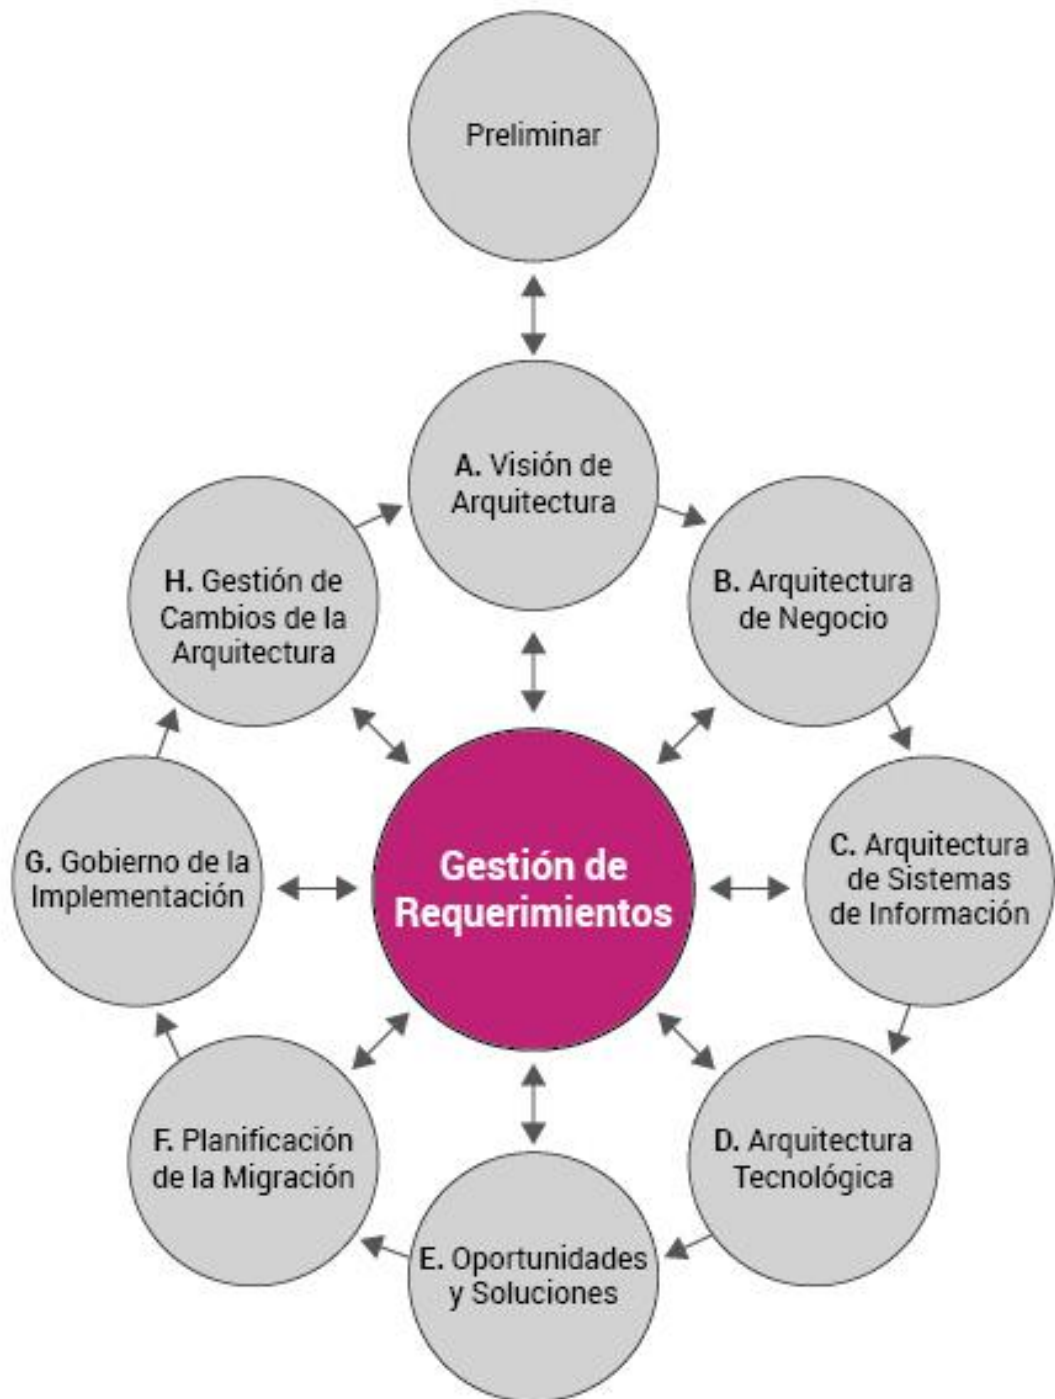 Preliminar
A. Visión de
Arquitectura
B. Arquitectura
de Negocio
C. Arquitectura
de Sistemas
de Información
D. Arquitectura
Tecnológica
E. Oportunidades
y Soluciones
F. Planificación
de la Migración
G. Gobierno de la
Implementación
H. Gestión de
Cambios de la
Arquitectura
Gestión de
Requerimientos